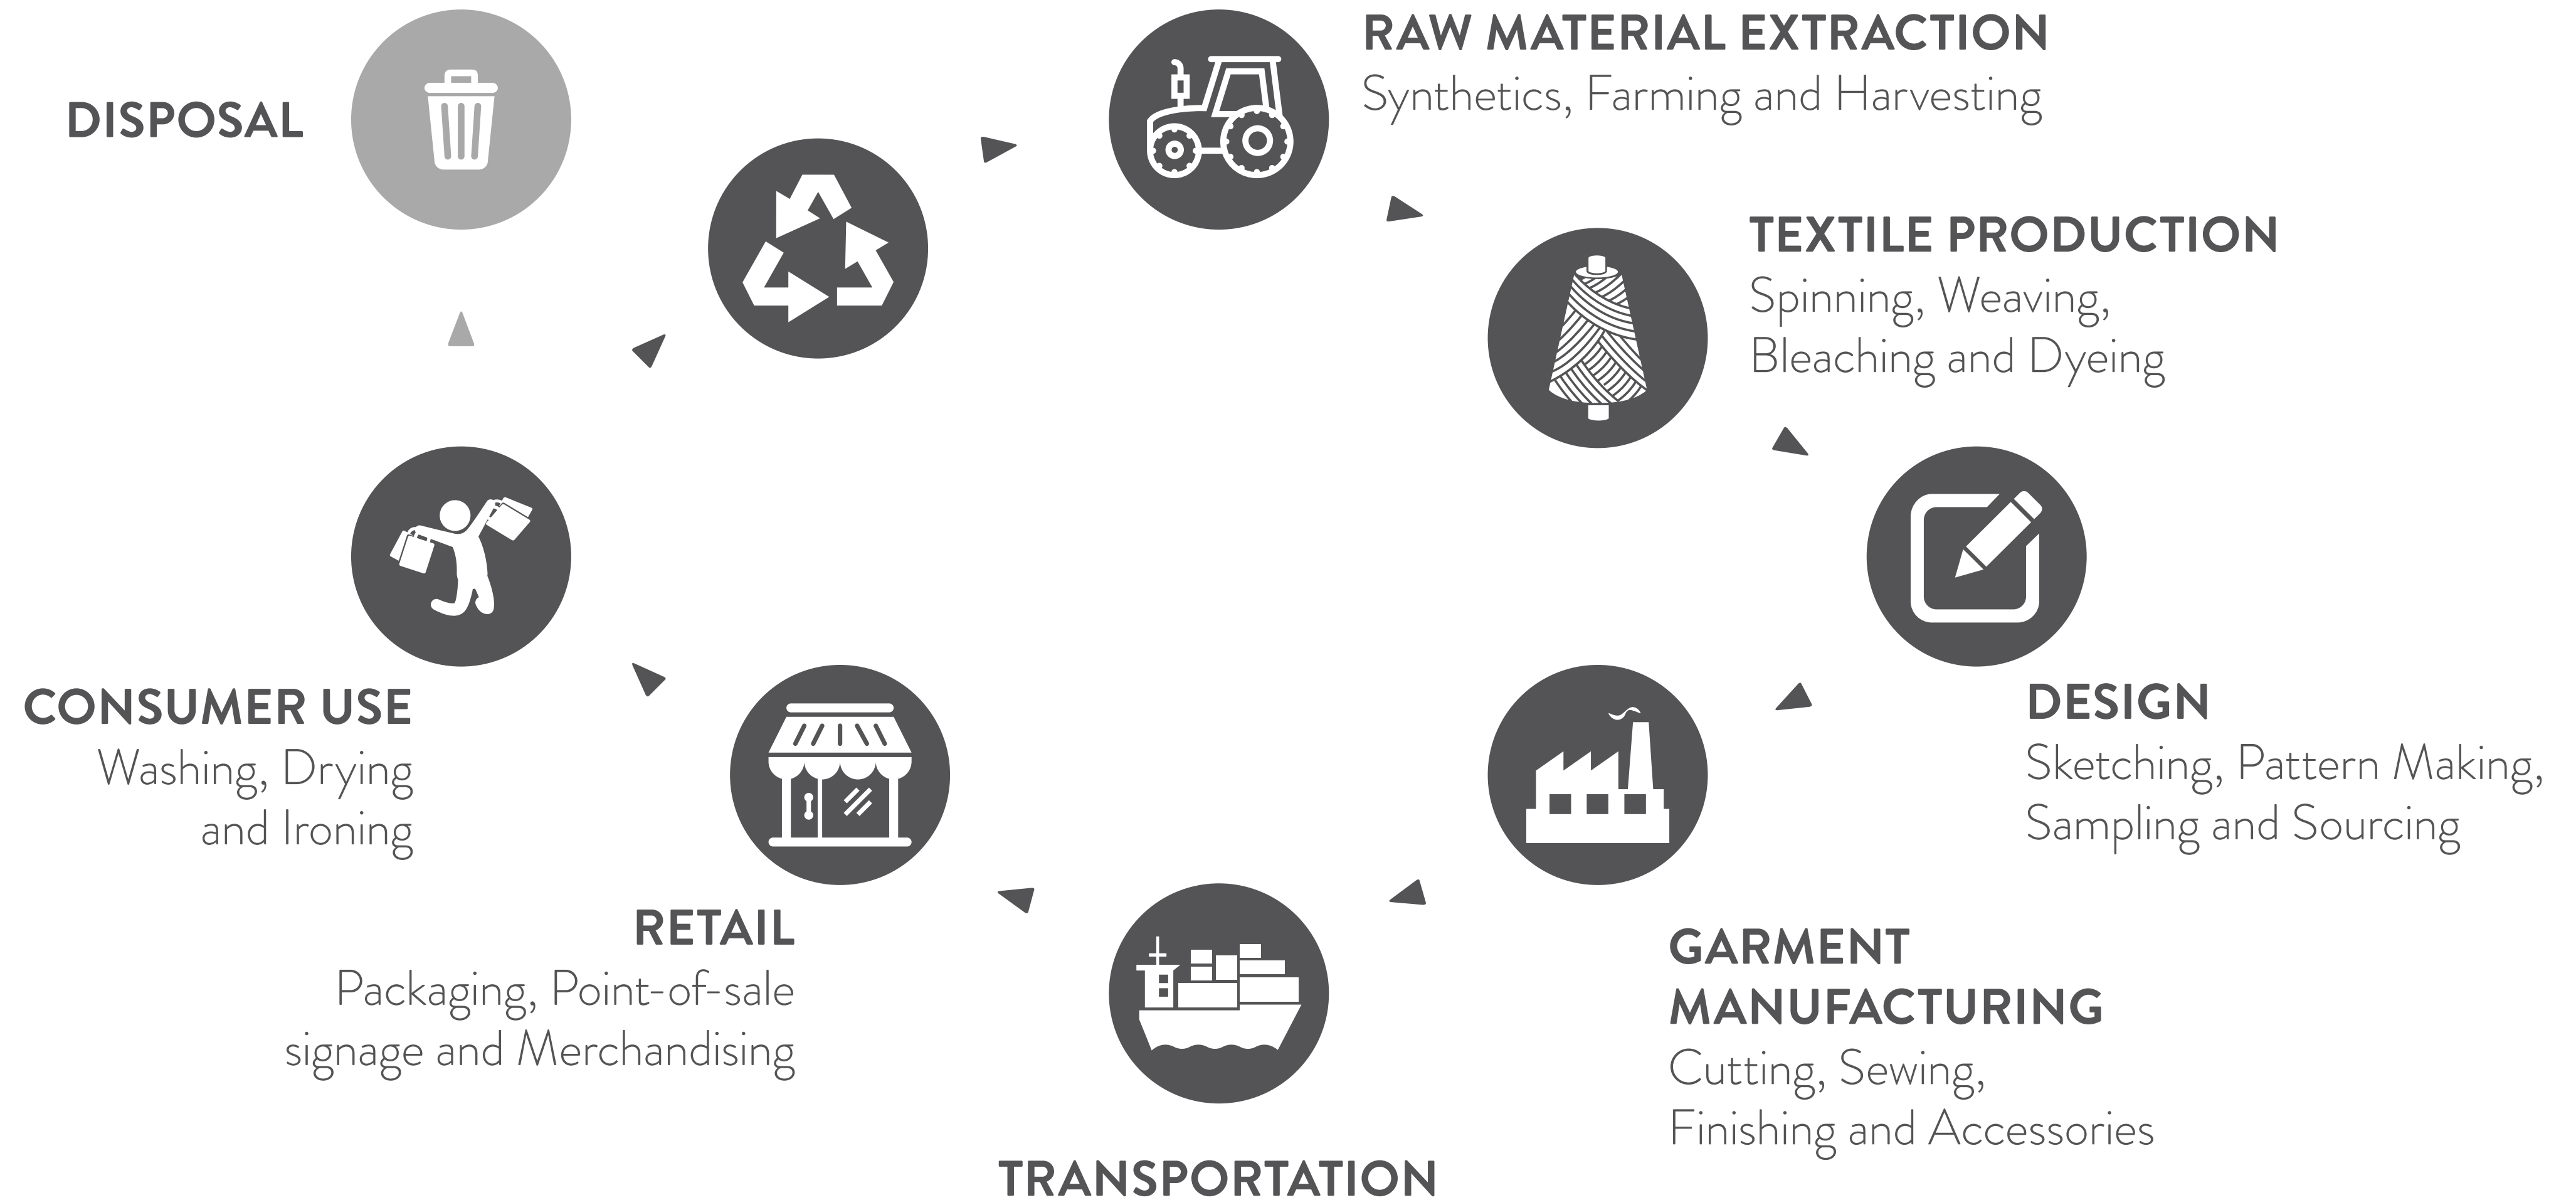 RAW MATERIAL EXTRACTION
Synthetics, Farming and Harvesting
DISPOSAL
TEXTILE PRODUCTION
Spinning, Weaving,
Bleaching and Dyeing
DESIGN
Sketching, Pattern Making,
Sampling and Sourcing
GARMENT
MANUFACTURING
Cutting, Sewing,
Finishing and Accessories
TRANSPORTATION
RETAIL
Packaging, Point-of-sale
signage and Merchandising
CONSUMER USE
Washing, Drying
and Ironing